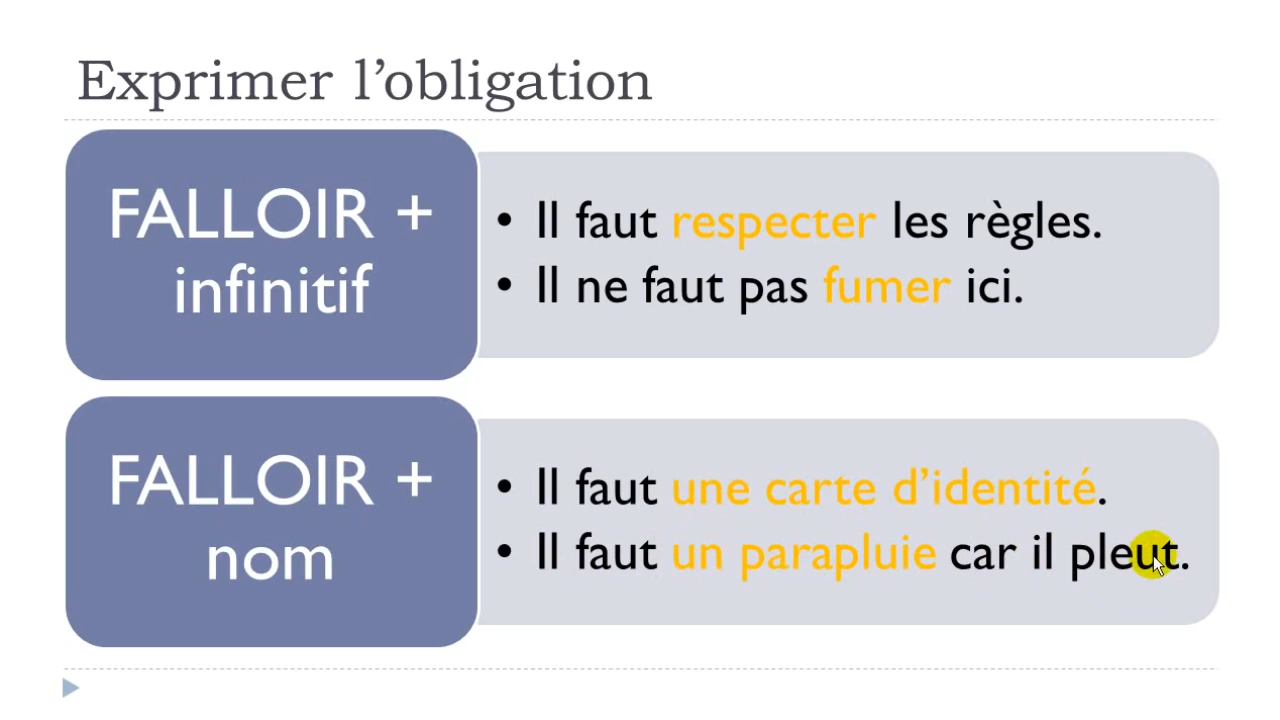 Exprimer l’obligation
FALLOIR +
infinitif
• Il faut respecter les règles.
• Il ne faut pas fumer ici.
FALLOIR +
nom
• Il faut une carte d’identité.
• Il faut un parapluie car il pleut.